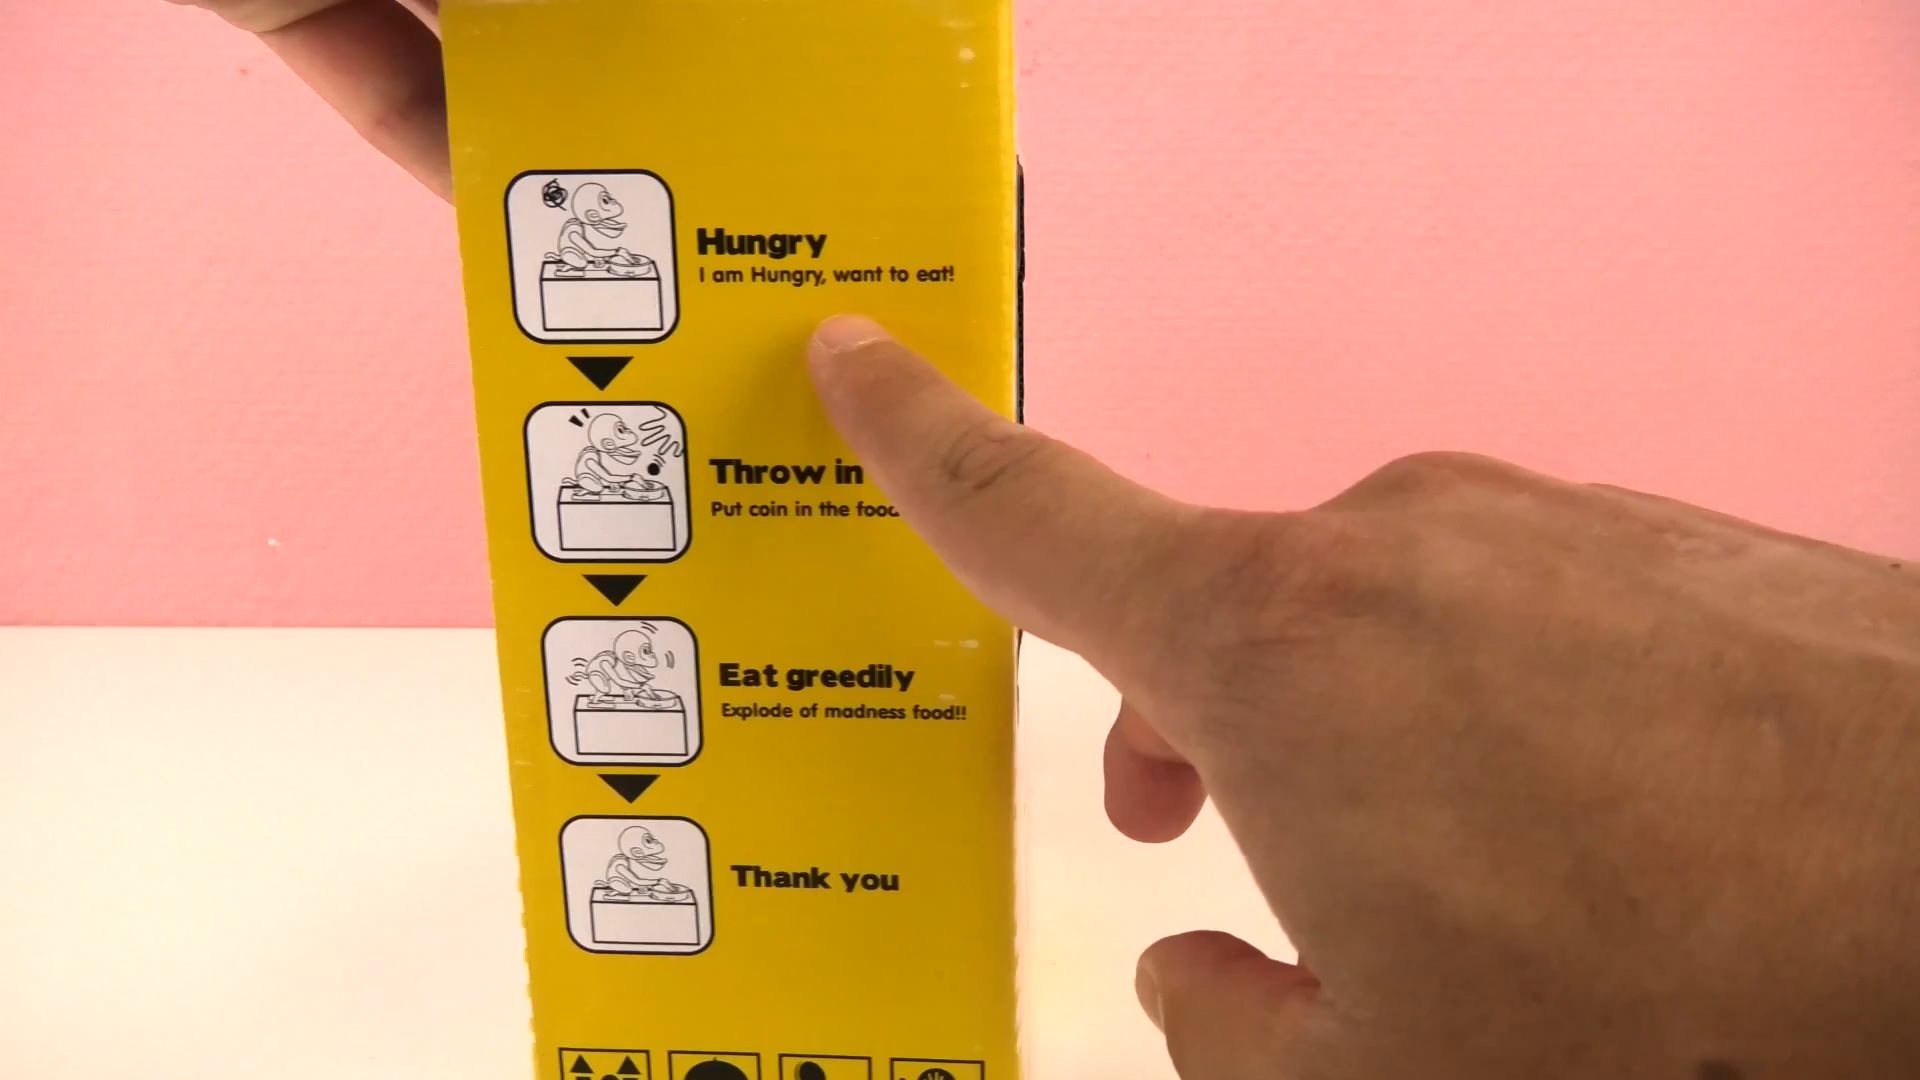 Hungry
I am Hungry, want to eat!
Throw in
Put coin in the food
Eat greedily
Explode of madness food!!
Thank you